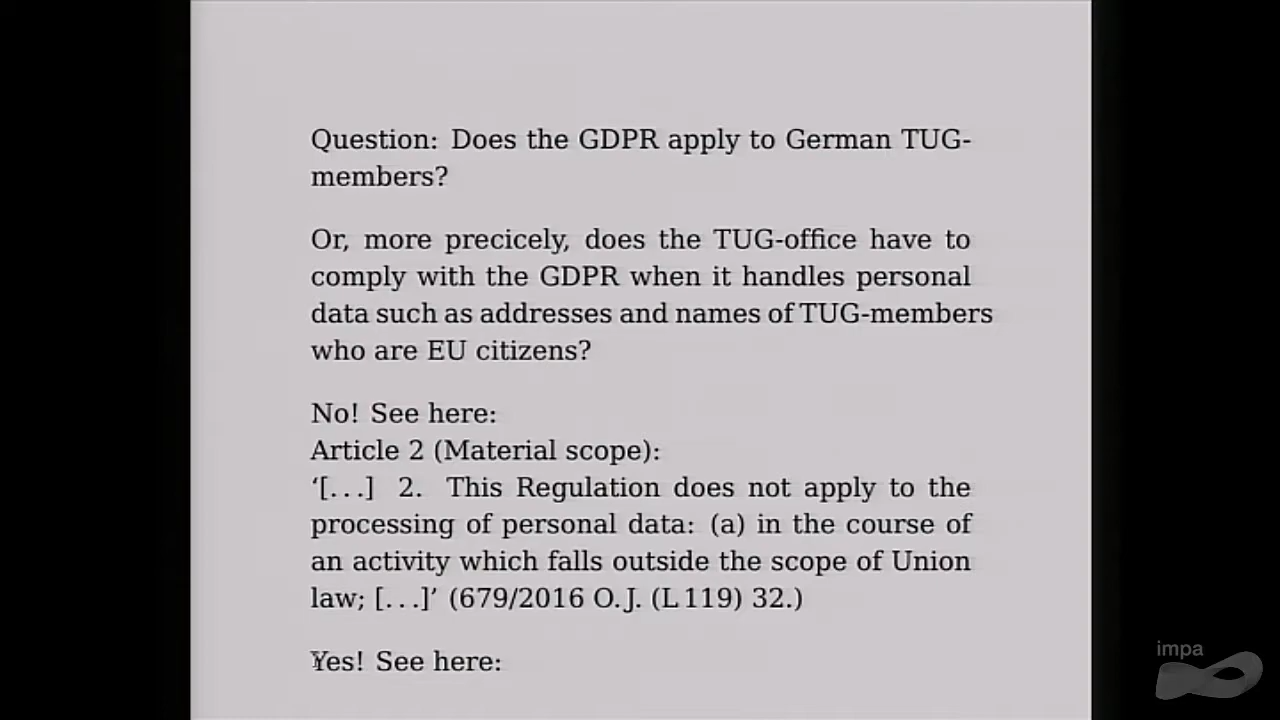 Question: Does the GDPR apply to German TUG-
members?
Or, more precicely, does the TUG-office have to
comply with the GDPR when it handles personal
data such as addresses and names of TUG-members
who are EU citizens?
No! See here:
Article 2 (Material scope):
‘[...] 2. This Regulation does not apply to the
processing of personal data: (a) in the course of
an activity which falls outside the scope of Union
law; [...]’ (679/2016 O.J. (L 119) 32.)
Yes! See here:
impa